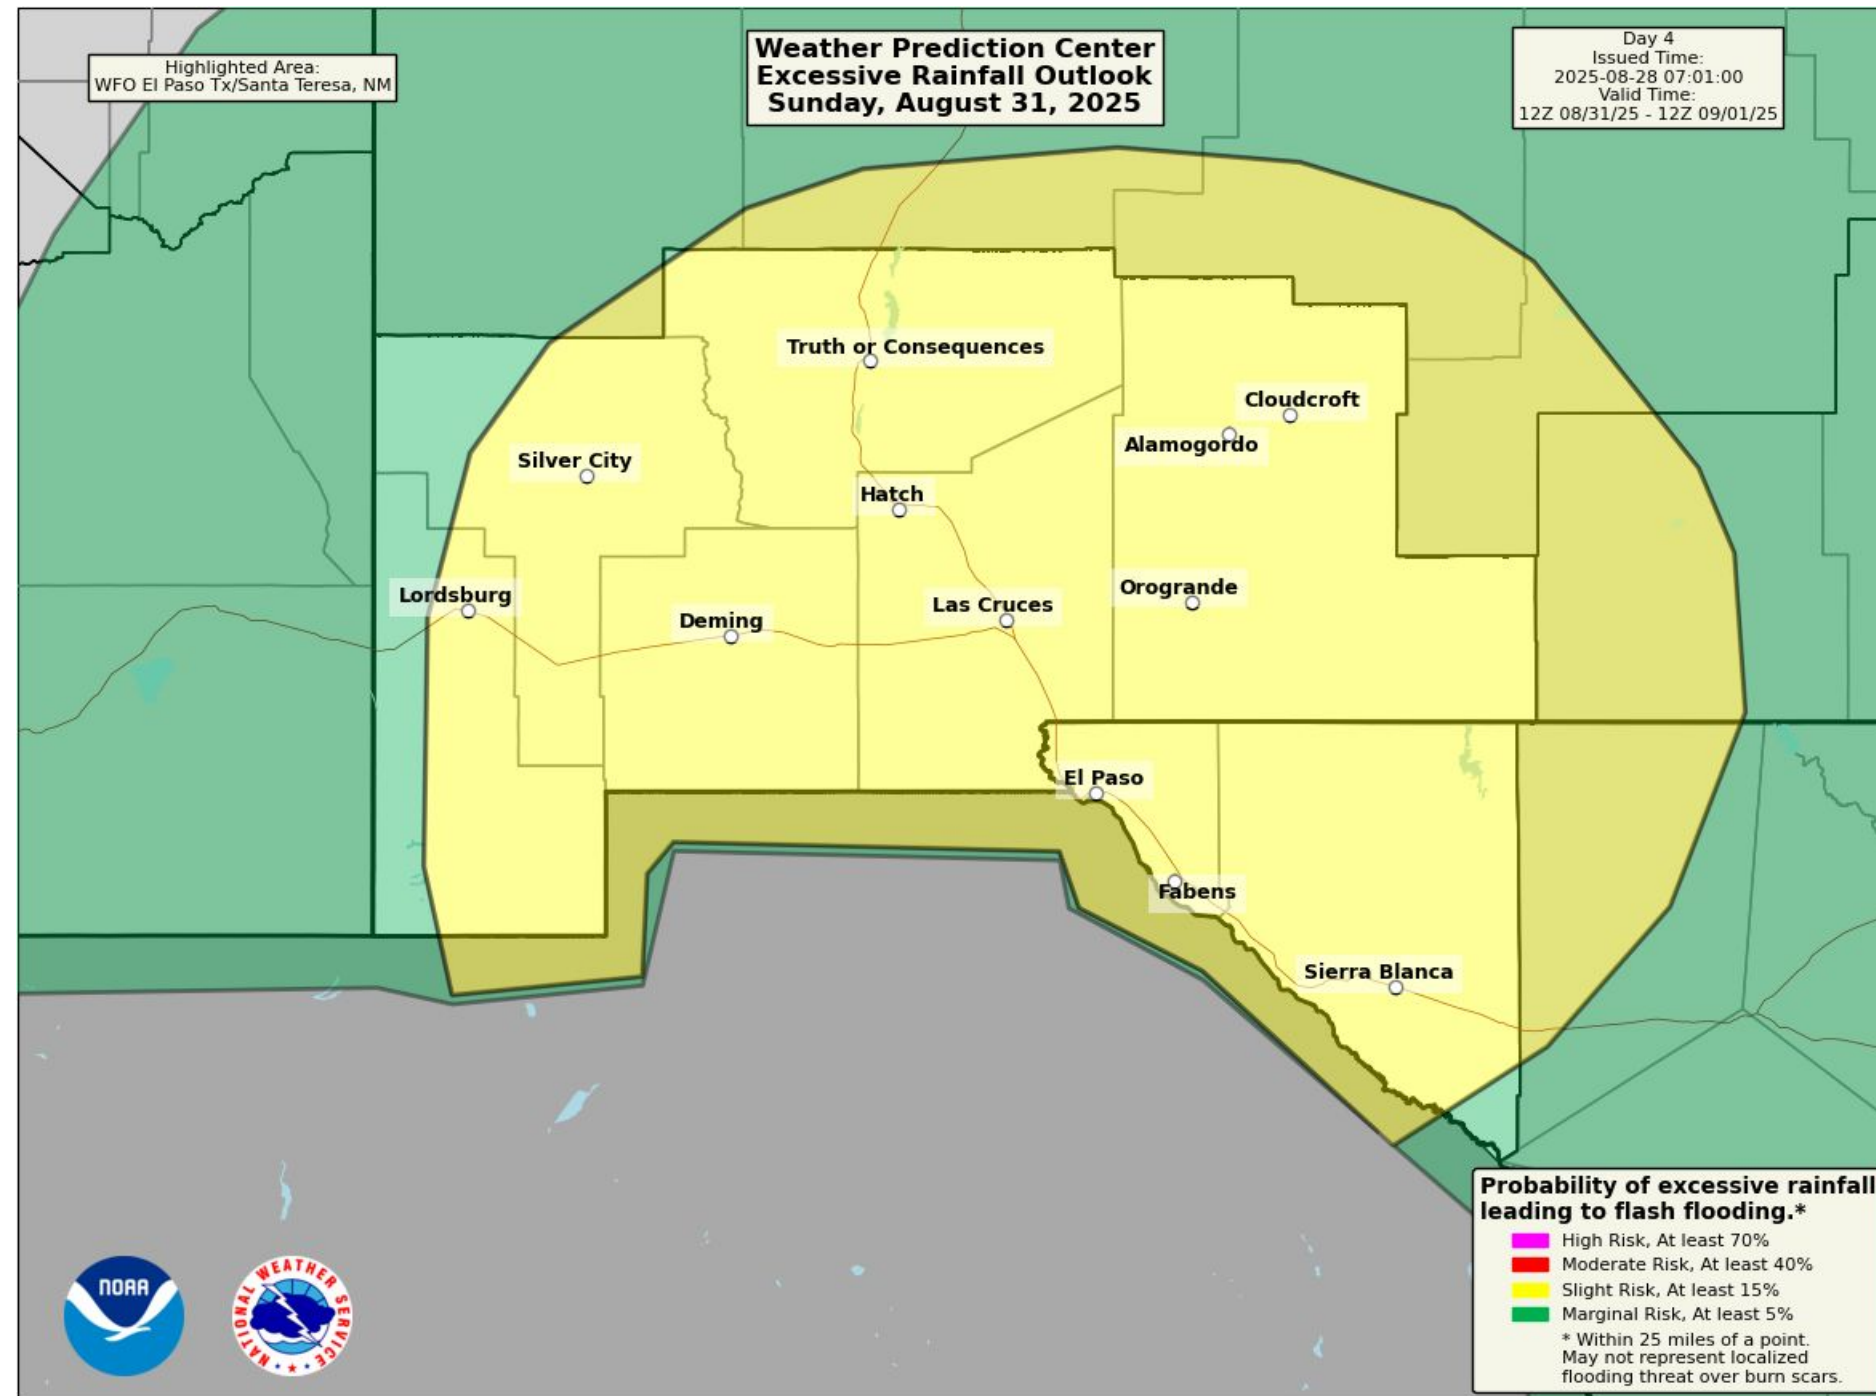 Highlighted Area:
WFO El Paso Tx/Santa Teresa, NM
Weather Prediction Center
Excessive Rainfall Outlook
Sunday, August 31, 2025
Day 4
Issued Time:
2025-08-28 07:01:00
Valid Time:
12Z 08/31/25 - 12Z 09/01/25
Truth or Consequences
Cloudcroft
Alamogordo
Silver City
Hatch
Lordsburg
Deming
Las Cruces
Orogrande
El Paso
Fabens
Sierra Blanca
Probability of excessive rainfall
leading to flash flooding.*
High Risk, At least 70%
Moderate Risk, At least 40%
Slight Risk, At least 15%
Marginal Risk, At least 5%
* Within 25 miles of a point.
May not represent localized
flooding threat over burn scars.
NOAA
NATIONAL WEATHER SERVICE